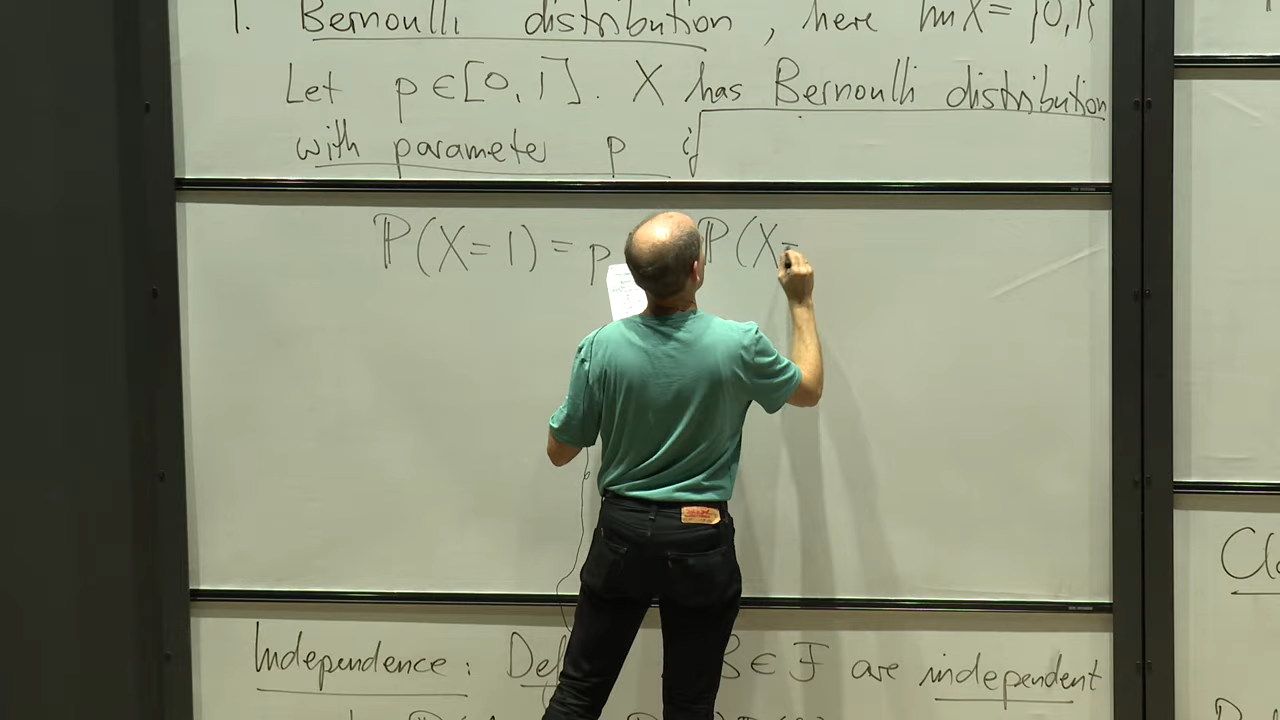 1. Bernoulli distribution, here Im X = {0,1}
Let p ∈ [0,1]. X has Bernoulli distribution
with parameter p if
ℙ(X=1) = p ℙ(X=
Independence: Def B ∈ F are independent